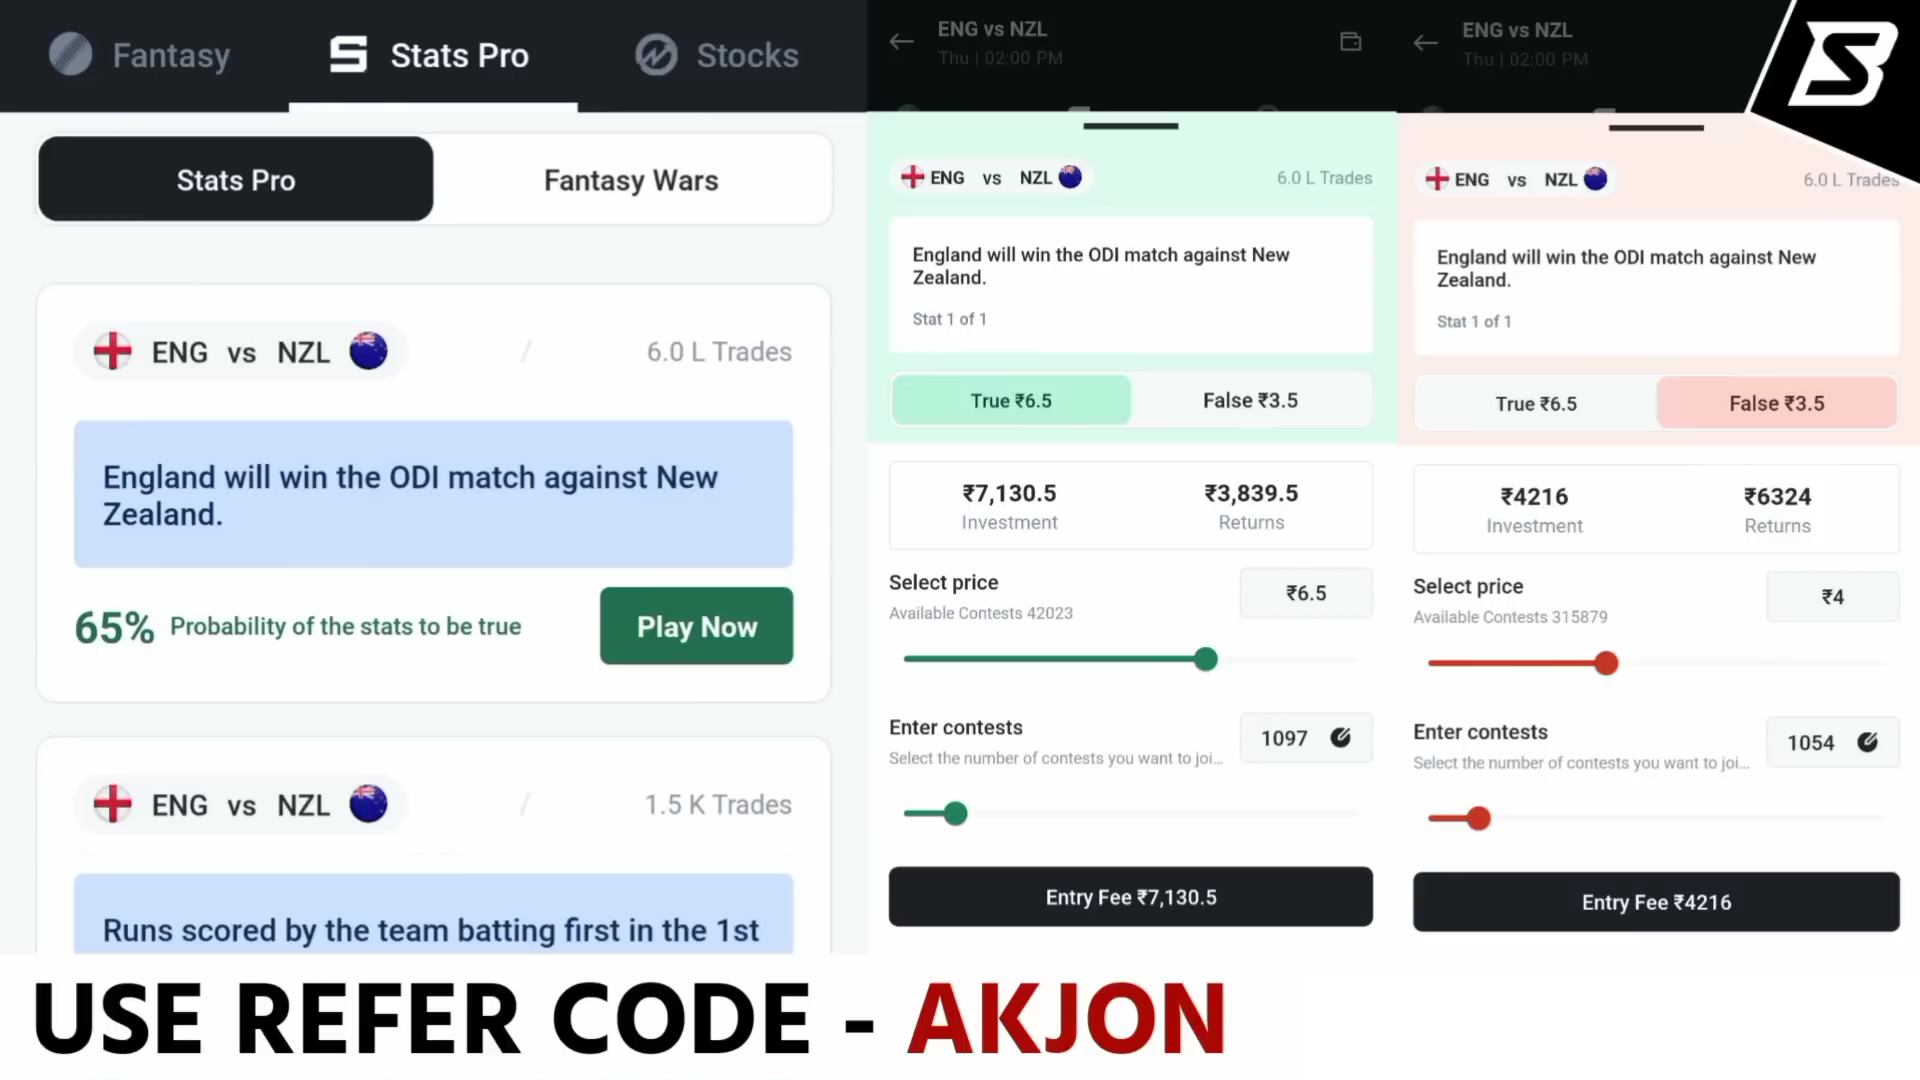 Fantasy
Stats Pro
Stocks
Stats Pro
Fantasy Wars
ENG vs NZL
6.0 L Trades
England will win the ODI match against New
Zealand.
65% Probability of the stats to be true
Play Now
ENG vs NZL
1.5 K Trades
Runs scored by the team batting first in the 1st
ENG vs NZL
Thu | 02:00 PM
ENG vs NZL
6.0 L Trades
England will win the ODI match against New
Zealand.
Stat 1 of 1
True ₹6.5
False ₹3.5
₹7,130.5
Investment
₹3,839.5
Returns
Select price
Available Contests 42023
₹6.5
Enter contests
Select the number of contests you want to joi...
1097
Entry Fee ₹7,130.5
ENG vs NZL
Thu | 02:00 PM
ENG vs NZL
6.0 L Trades
England will win the ODI match against New
Zealand.
Stat 1 of 1
True ₹6.5
False ₹3.5
₹4216
Investment
₹6324
Returns
Select price
Available Contests 315879
₹4
Enter contests
Select the number of contests you want to joi...
1054
Entry Fee ₹4216
USE REFER CODE - AKJON